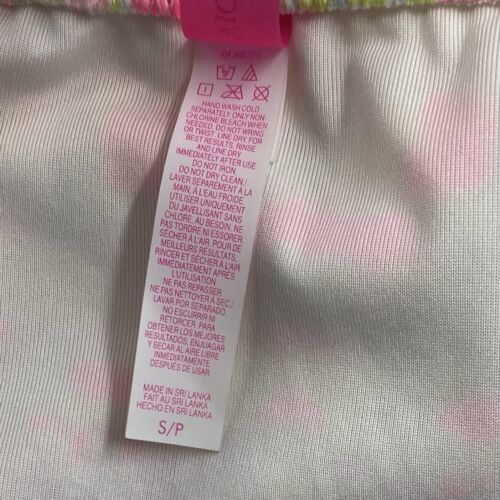 VIC
HAND WASH COLD
SEPARATELY ONLY NON-
CHLORINE BLEACH WHEN
NEEDED. DO NOT WRING
OR TWIST. LINE DRY FOR
BEST RESULTS, RINSE
AND LINE DRY
IMMEDIATELY AFTER USE.
DO NOT IRON.
DO NOT DRY CLEAN./
LAVER SÉPARÉMENT À LA
MAIN, À L'EAU FROIDE,
UTILISER UNIQUEMENT
DU JAVELLISANT SANS
CHLORE, AU BESOIN. NE
PAS TORDRE NI ESSORER
SÉCHER À L'AIR. POUR DE
MEILLEURS RÉSULTATS,
RINCER ET SÉCHER À L'AIR
IMMÉDIATEMENT APRÈS
L'UTILISATION.
NE PAS REPASSER
NE PAS NETTOYER À SEC./
LAVAR POR SEPARADO
NO ESCURRIR NI
RETORCER. PARA
OBTENER LOS MEJORES
RESULTADOS, ENJUAGAR
Y SECAR AL AIRE LIBRE
INMEDIATAMENTE
DESPUÉS DE USAR.
MADE IN SRI LANKA
FAIT AU SRI LANKA
HECHO EN SRI LANKA
S/P